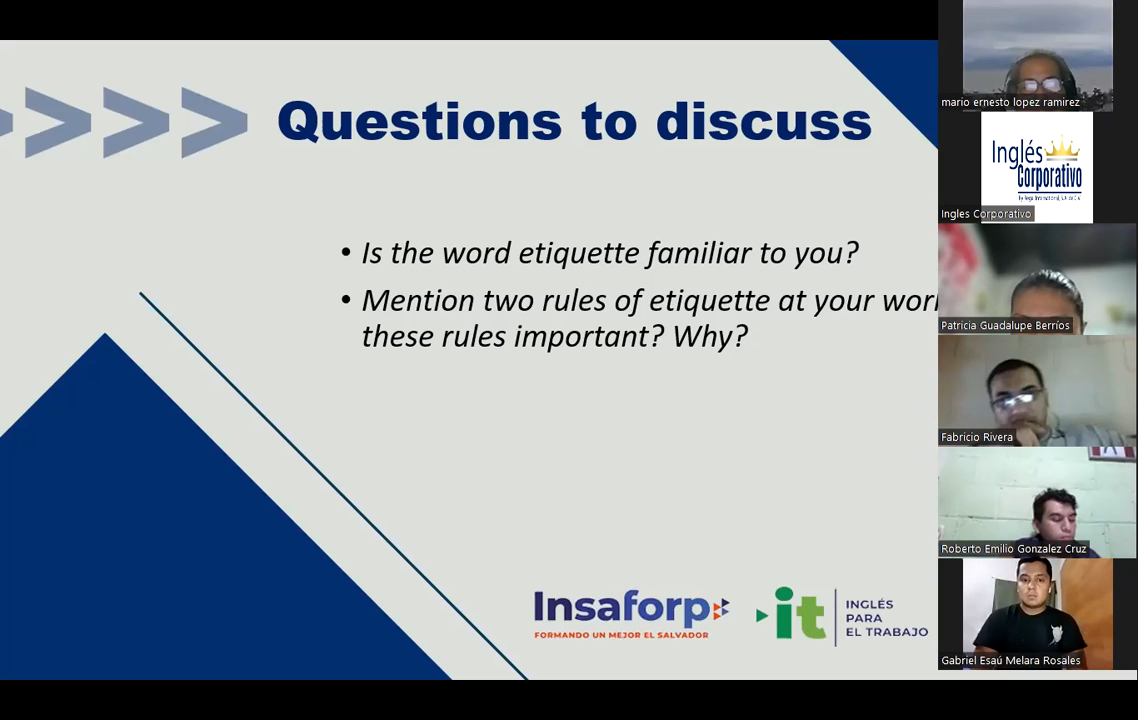 Questions to discuss
• Is the word etiquette familiar to you?
• Mention two rules of etiquette at your
these rules important? Why?
Insaforp
FORMANDO UN MEJOR EL SALVADOR
it
INGLÉS
PARA
EL TRABAJO
mario ernesto lopez ramirez
Inglés
Corporativo
Ingles Corporativo
Patricia Guadalupe Berríos
Fabricio Rivera
Roberto Emilio Gonzalez Cruz
Gabriel Esaú Melara Rosales